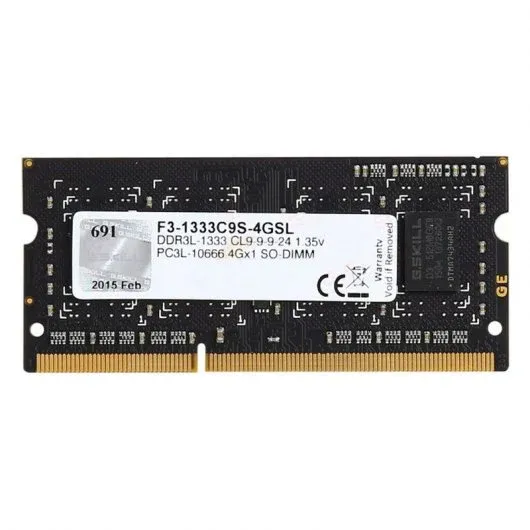 691
2015 Feb
F3-1333C9S-4GSL
DDR3L-1333 CL9-9-9-24 1.35v
PC3L-10666 4Gx1 SO-DIMM
Warranty
Void if Removed
G.SKILL
GE